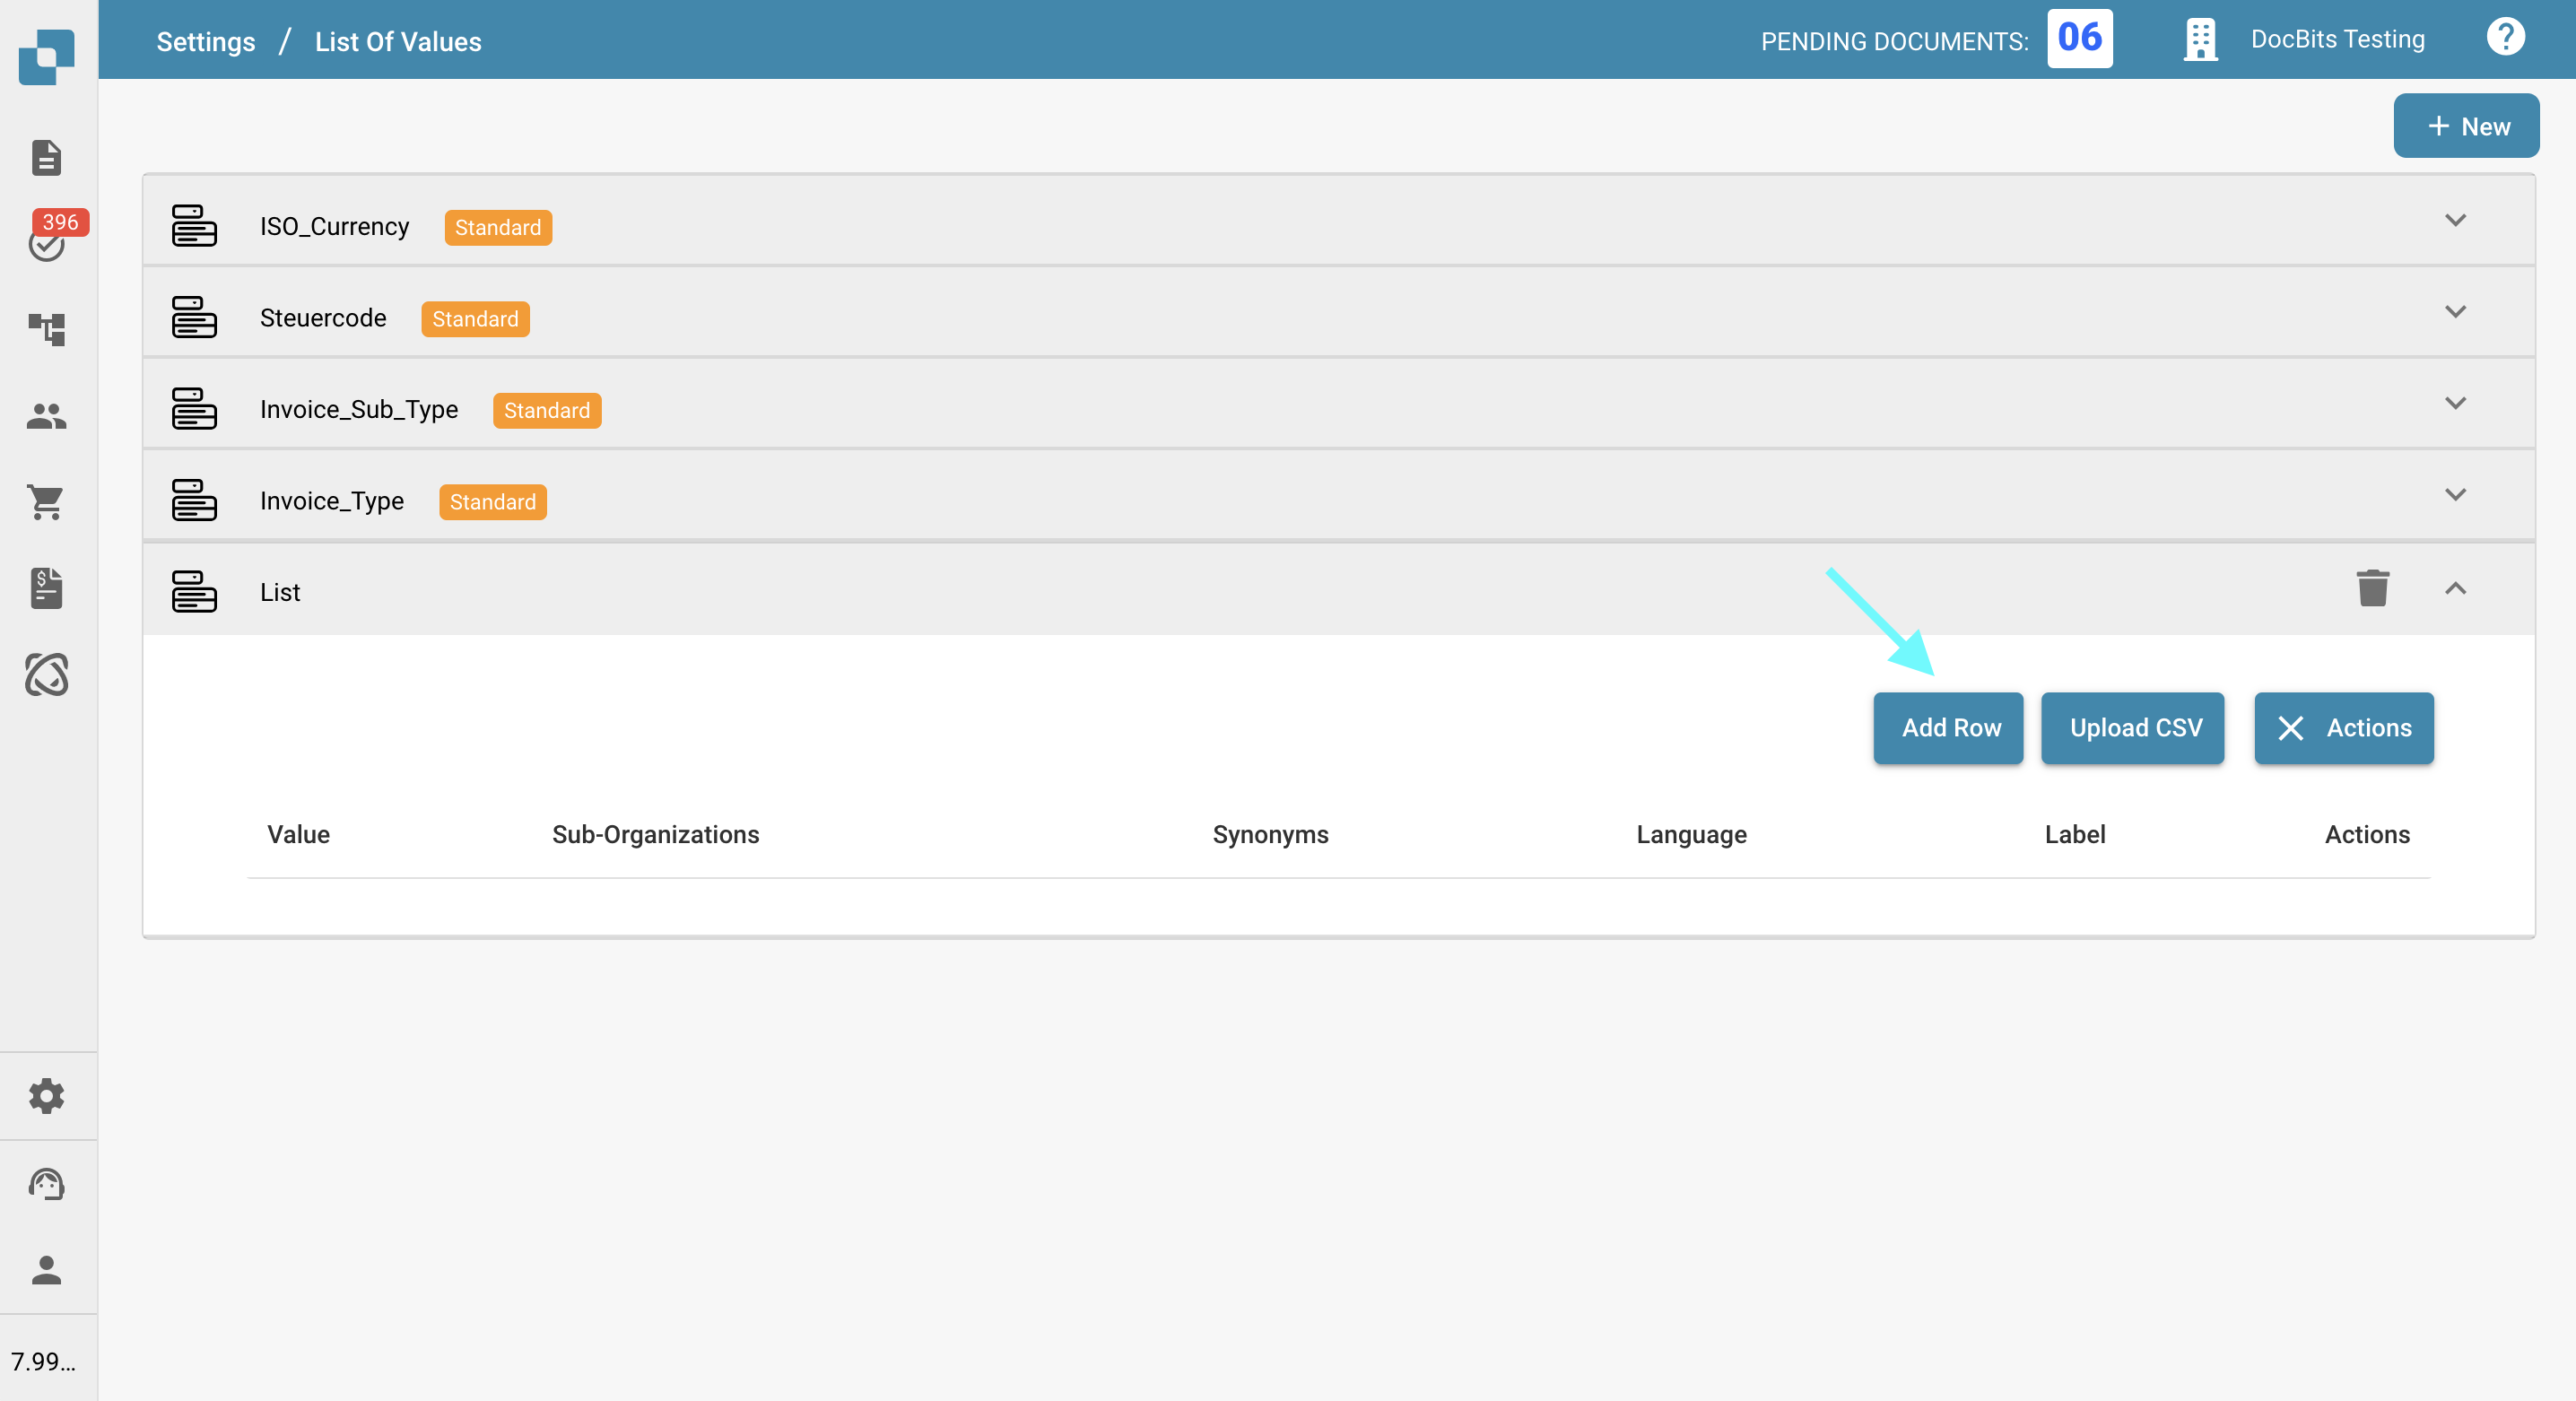 Settings / List Of Values
PENDING DOCUMENTS: 06
DocBits Testing
?
+ New
396
ISO_Currency Standard
Steuercode Standard
Invoice_Sub_Type Standard
Invoice_Type Standard
List
Add Row
Upload CSV
Actions
Value Sub-Organizations Synonyms Language Label Actions
7.99...